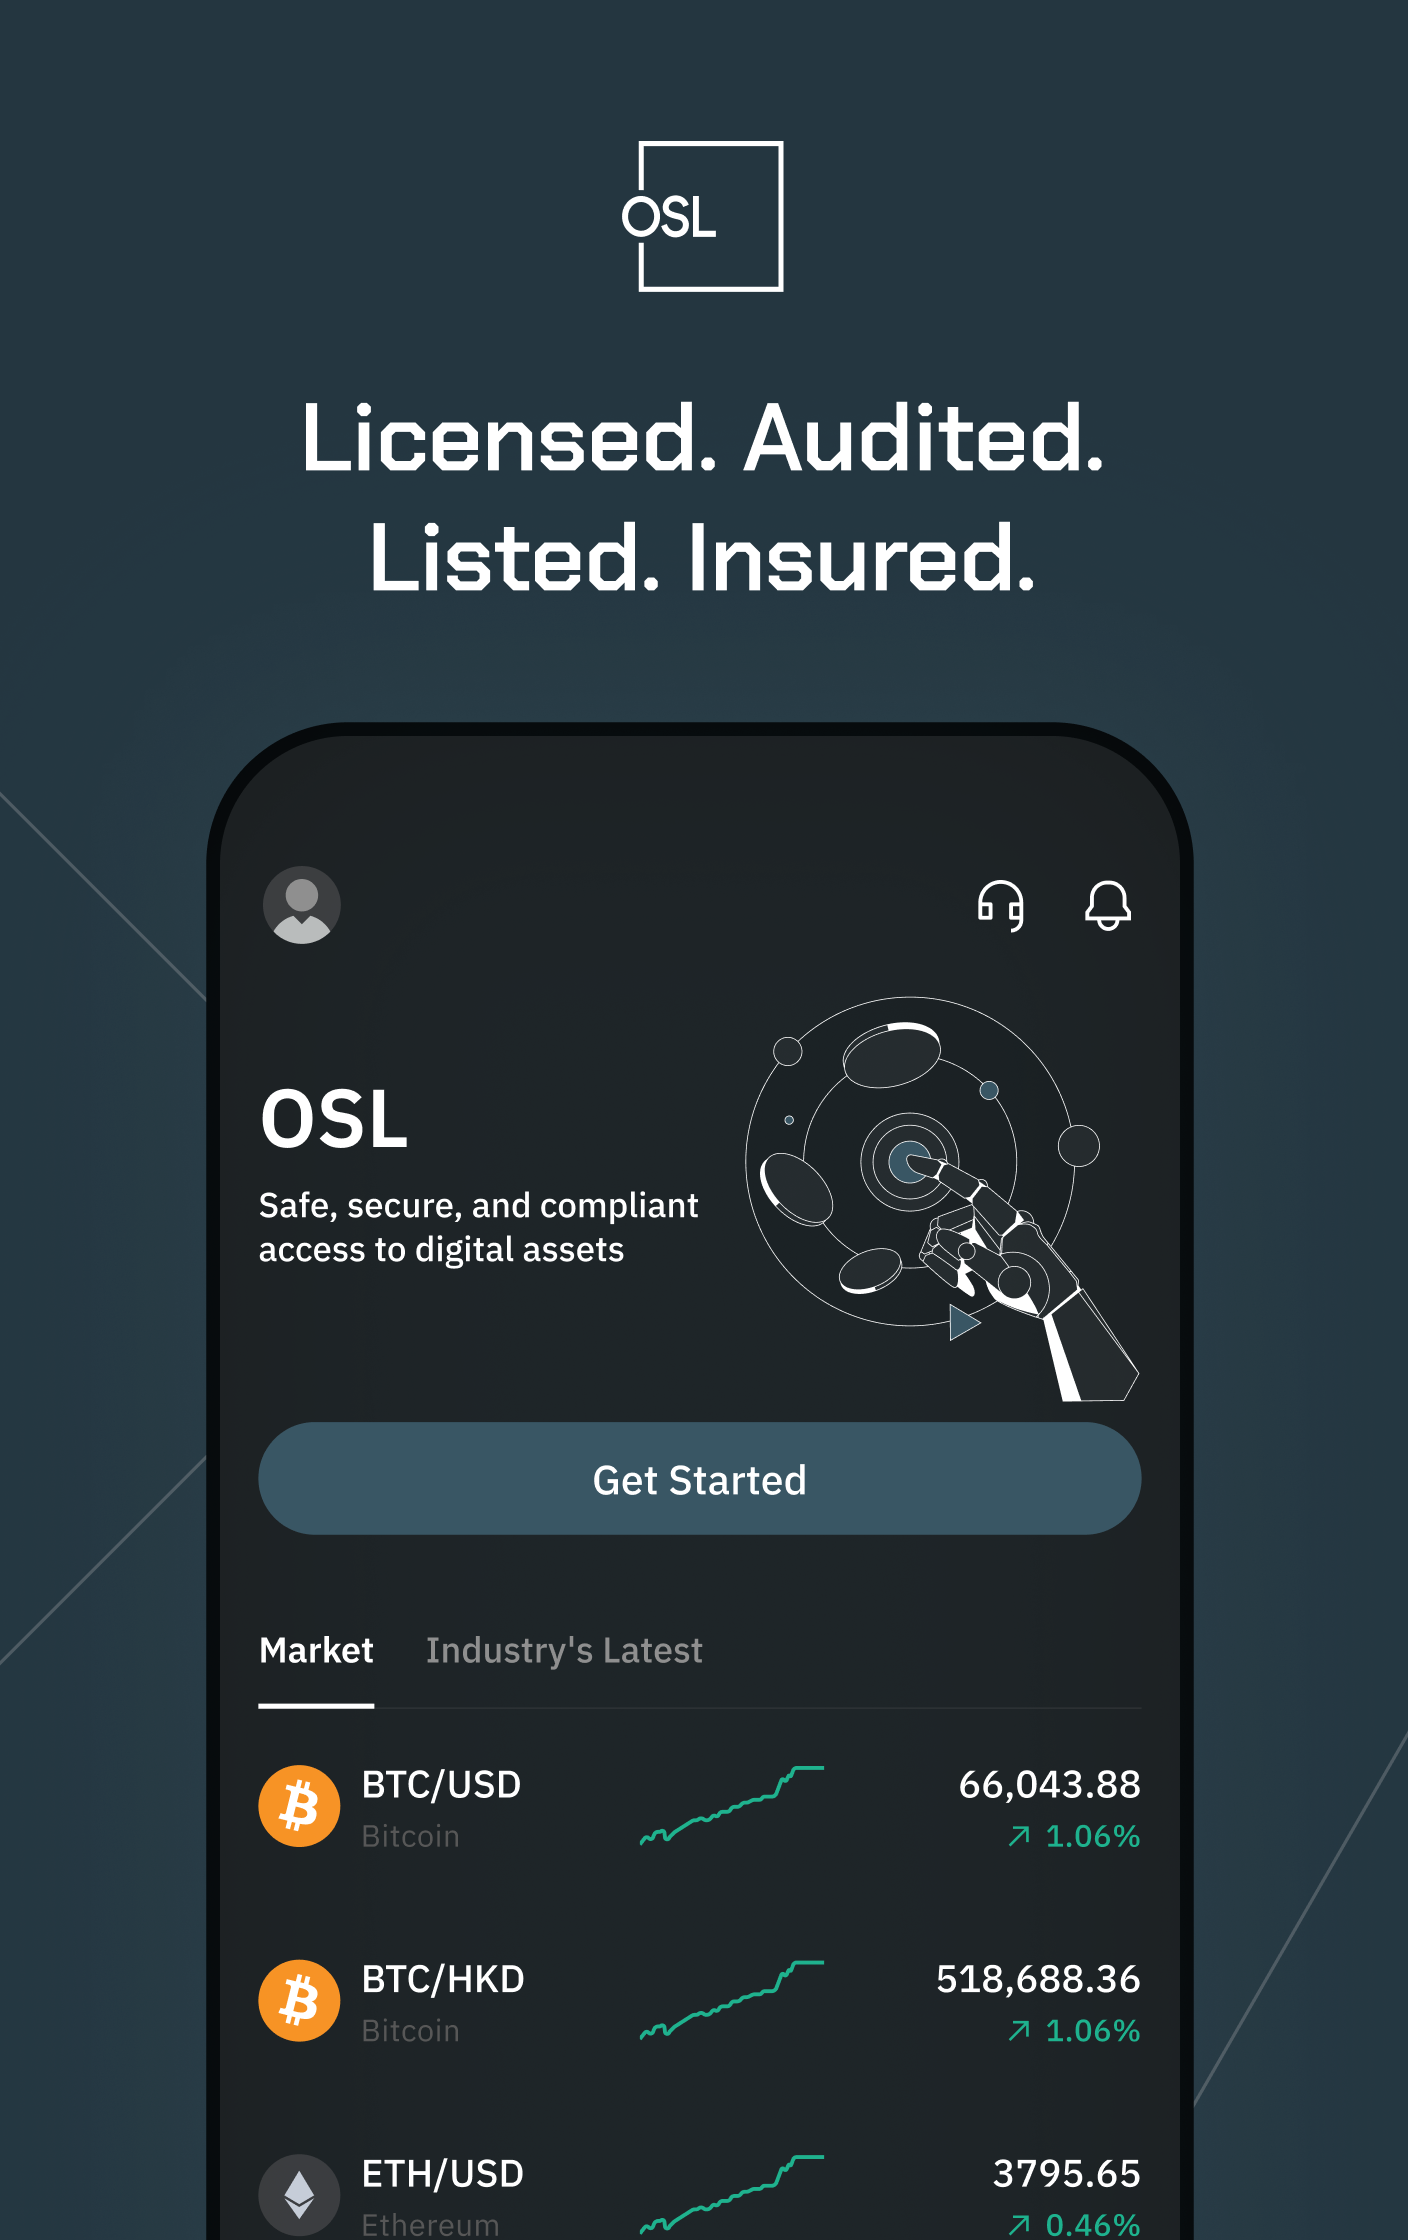 OSL
Licensed. Audited.
Listed. Insured.
OSL
Safe, secure, and compliant
access to digital assets
Get Started
Market Industry's Latest
BTC/USD 66,043.88
Bitcoin 1.06%
BTC/HKD 518,688.36
Bitcoin 1.06%
ETH/USD 3795.65
Ethereum 0.46%